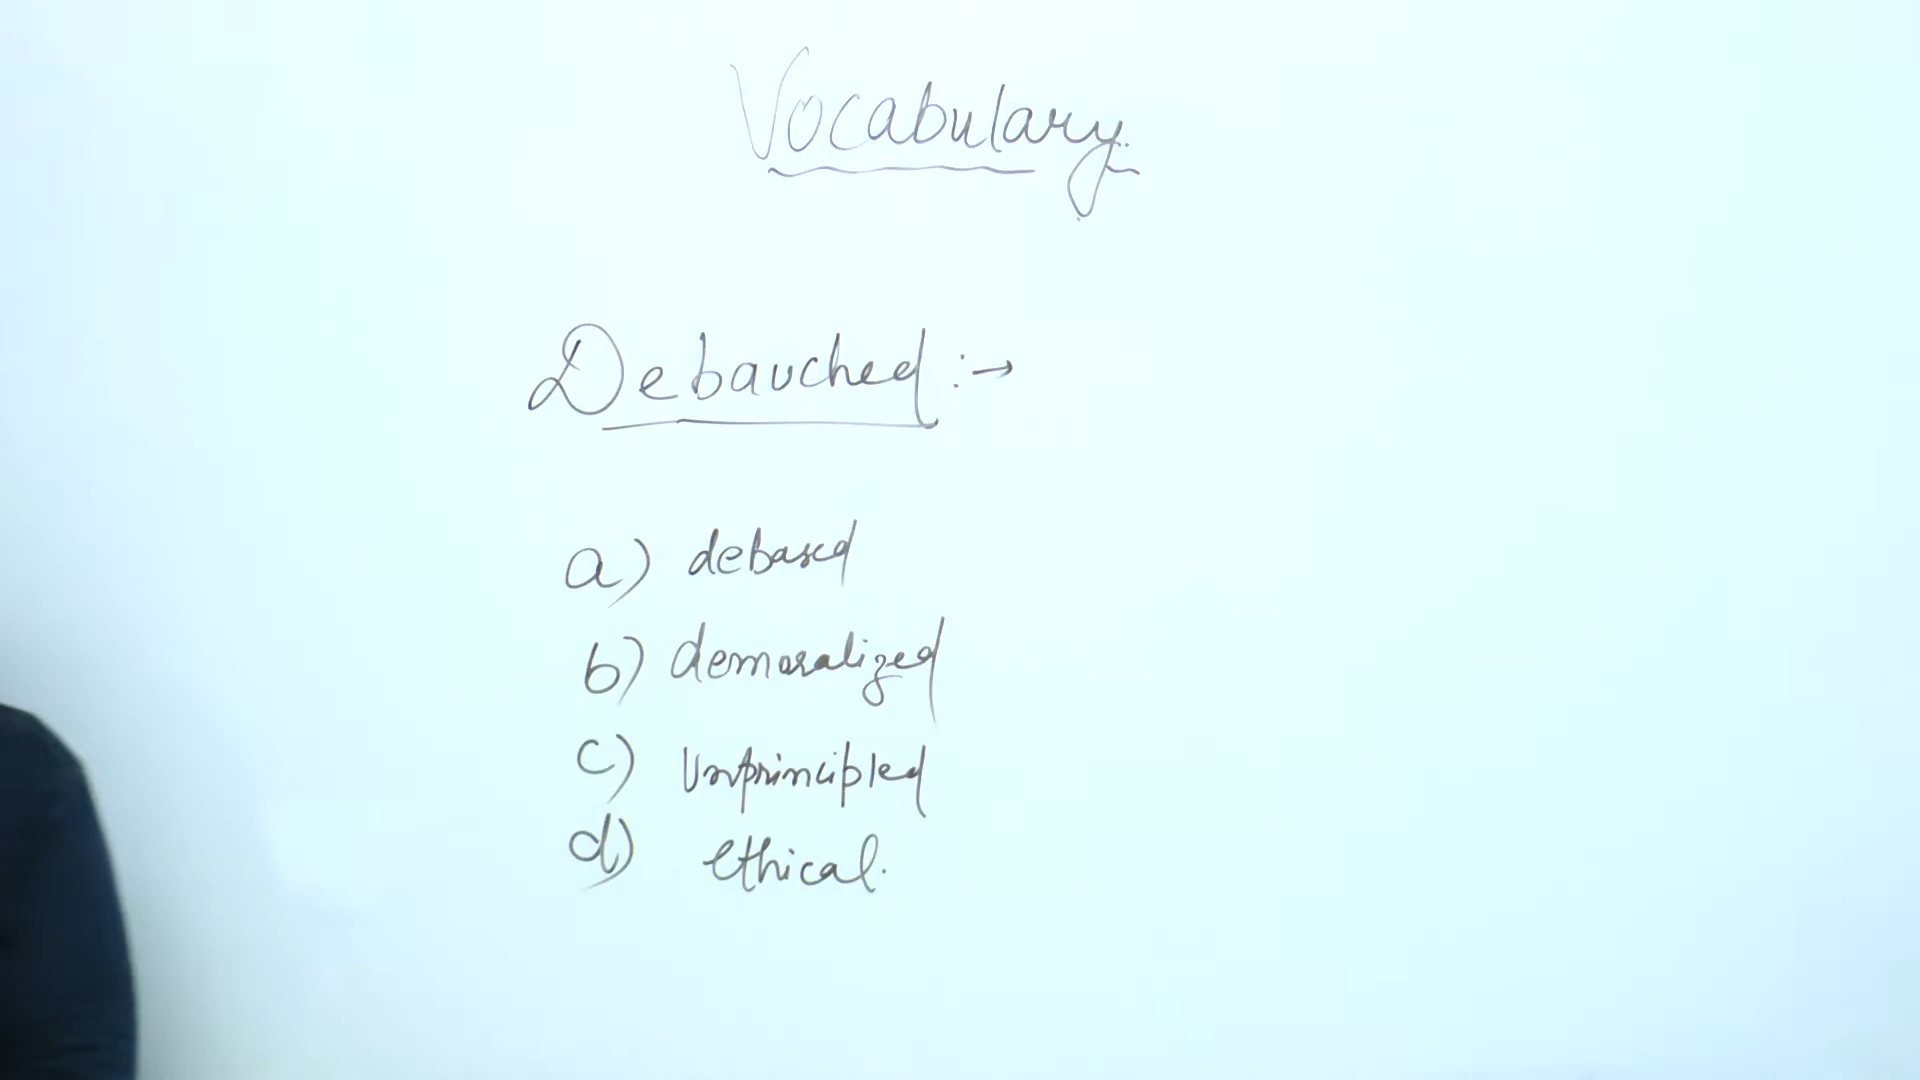 Vocabulary
Debauched :→
a) debased
b) demoralized
c) Unprincipled
d) ethical.